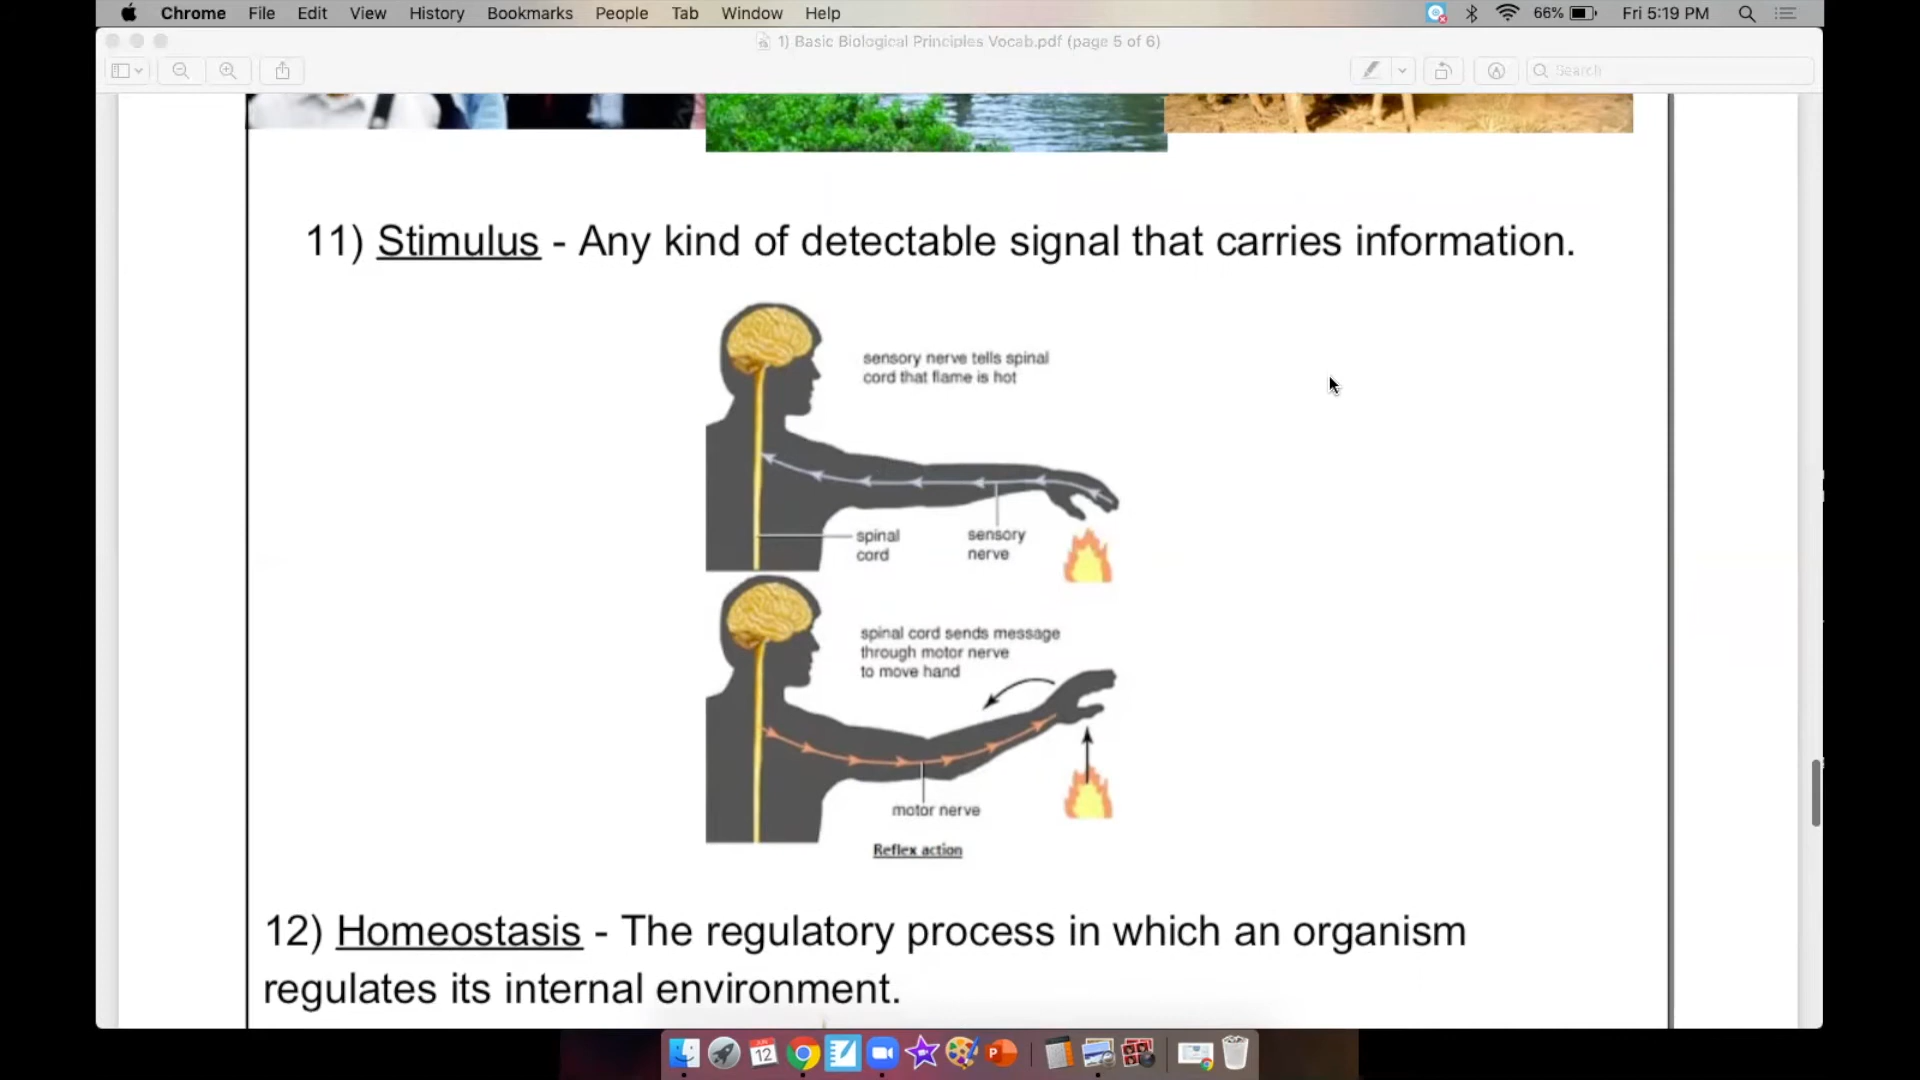 Chrome File Edit View History Bookmarks People Tab Window Help 66% Fri 5:19 PM
1) Basic Biological Principles Vocab.pdf (page 5 of 6)
Search
11) Stimulus - Any kind of detectable signal that carries information.
sensory nerve tells spinal
cord that flame is hot
spinal
cord
sensory
nerve
spinal cord sends message
through motor nerve
to move hand
motor nerve
Reflex action
12) Homeostasis - The regulatory process in which an organism
regulates its internal environment.
JUN
12
P